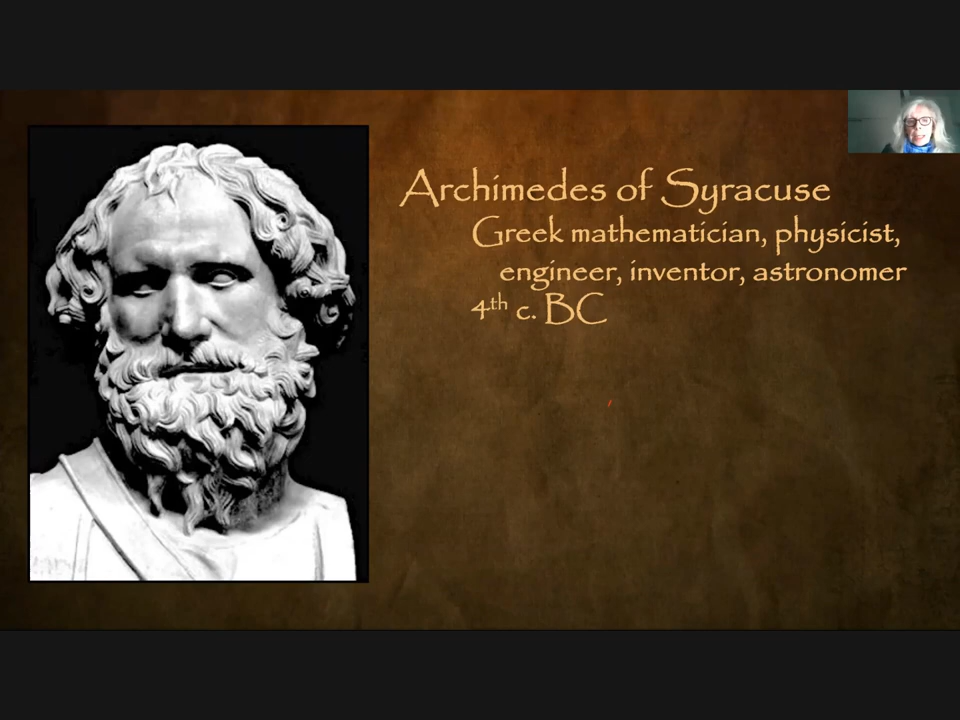 Archimedes of Syracuse
Greek mathematician, physicist,
engineer, inventor, astronomer
4th c. BC